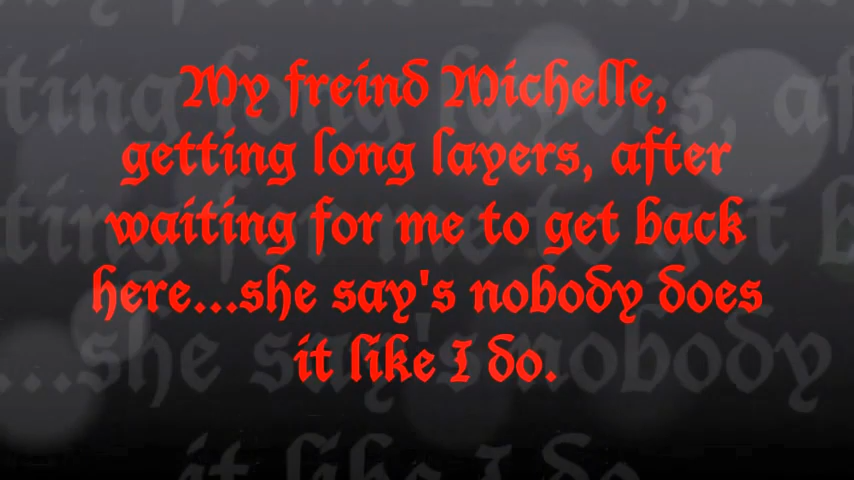 My freind Michelle,
getting long layers, after
waiting for me to get back
here...she say's nobody does
it like I do.